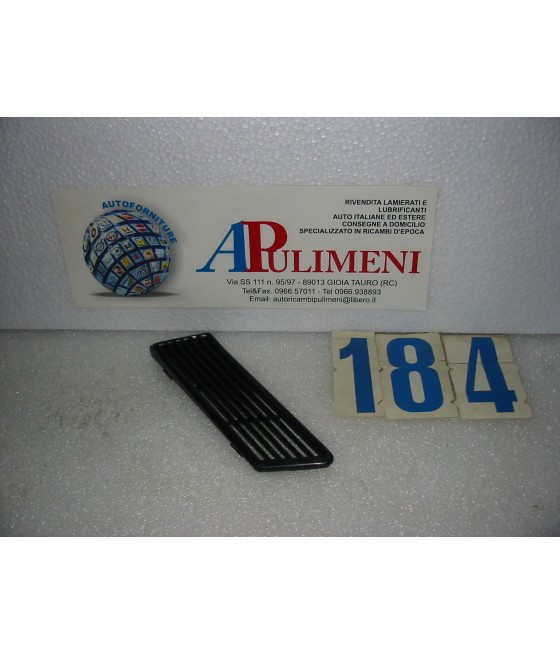 AUTOFORNITURE
APULIMENI
RIVENDITA LAMIERATI E
LUBRIFICANTI
AUTO ITALIANE ED ESTERE
CONSEGNE A DOMICILIO
SPECIALIZZATO IN RICAMBI D'EPOCA
Via SS 111 n. 95/97 - 89013 GIOIA TAURO (RC)
Tel&Fax. 0966 57011 - Tel 0966.938893
Email: autoricambipulimeni@libero.it
184